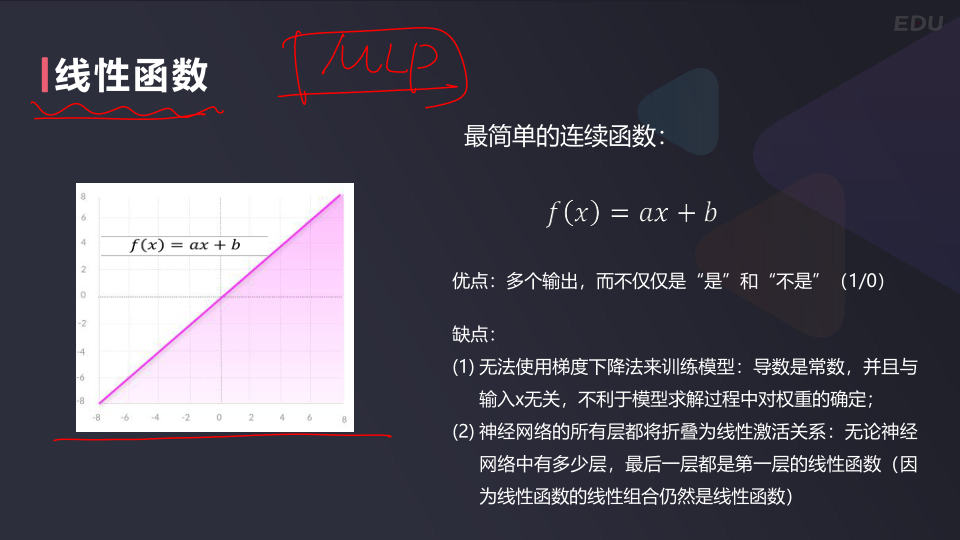 EDU
线性函数
MLP
最简单的连续函数：
f(x) = ax + b
8
6
f(x) = ax + b
4
2
0
-2
-4
-6
-8
-8 -6 -4 -2 0 2 4 6 8
优点：多个输出，而不仅仅是“是”和“不是”（1/0）
缺点：
(1) 无法使用梯度下降法来训练模型：导数是常数，并且与
输入x无关，不利于模型求解过程中对权重的确定；
(2) 神经网络的所有层都将折叠为线性激活关系：无论神经
网络中有多少层，最后一层都是第一层的线性函数（因
为线性函数的线性组合仍然是线性函数）